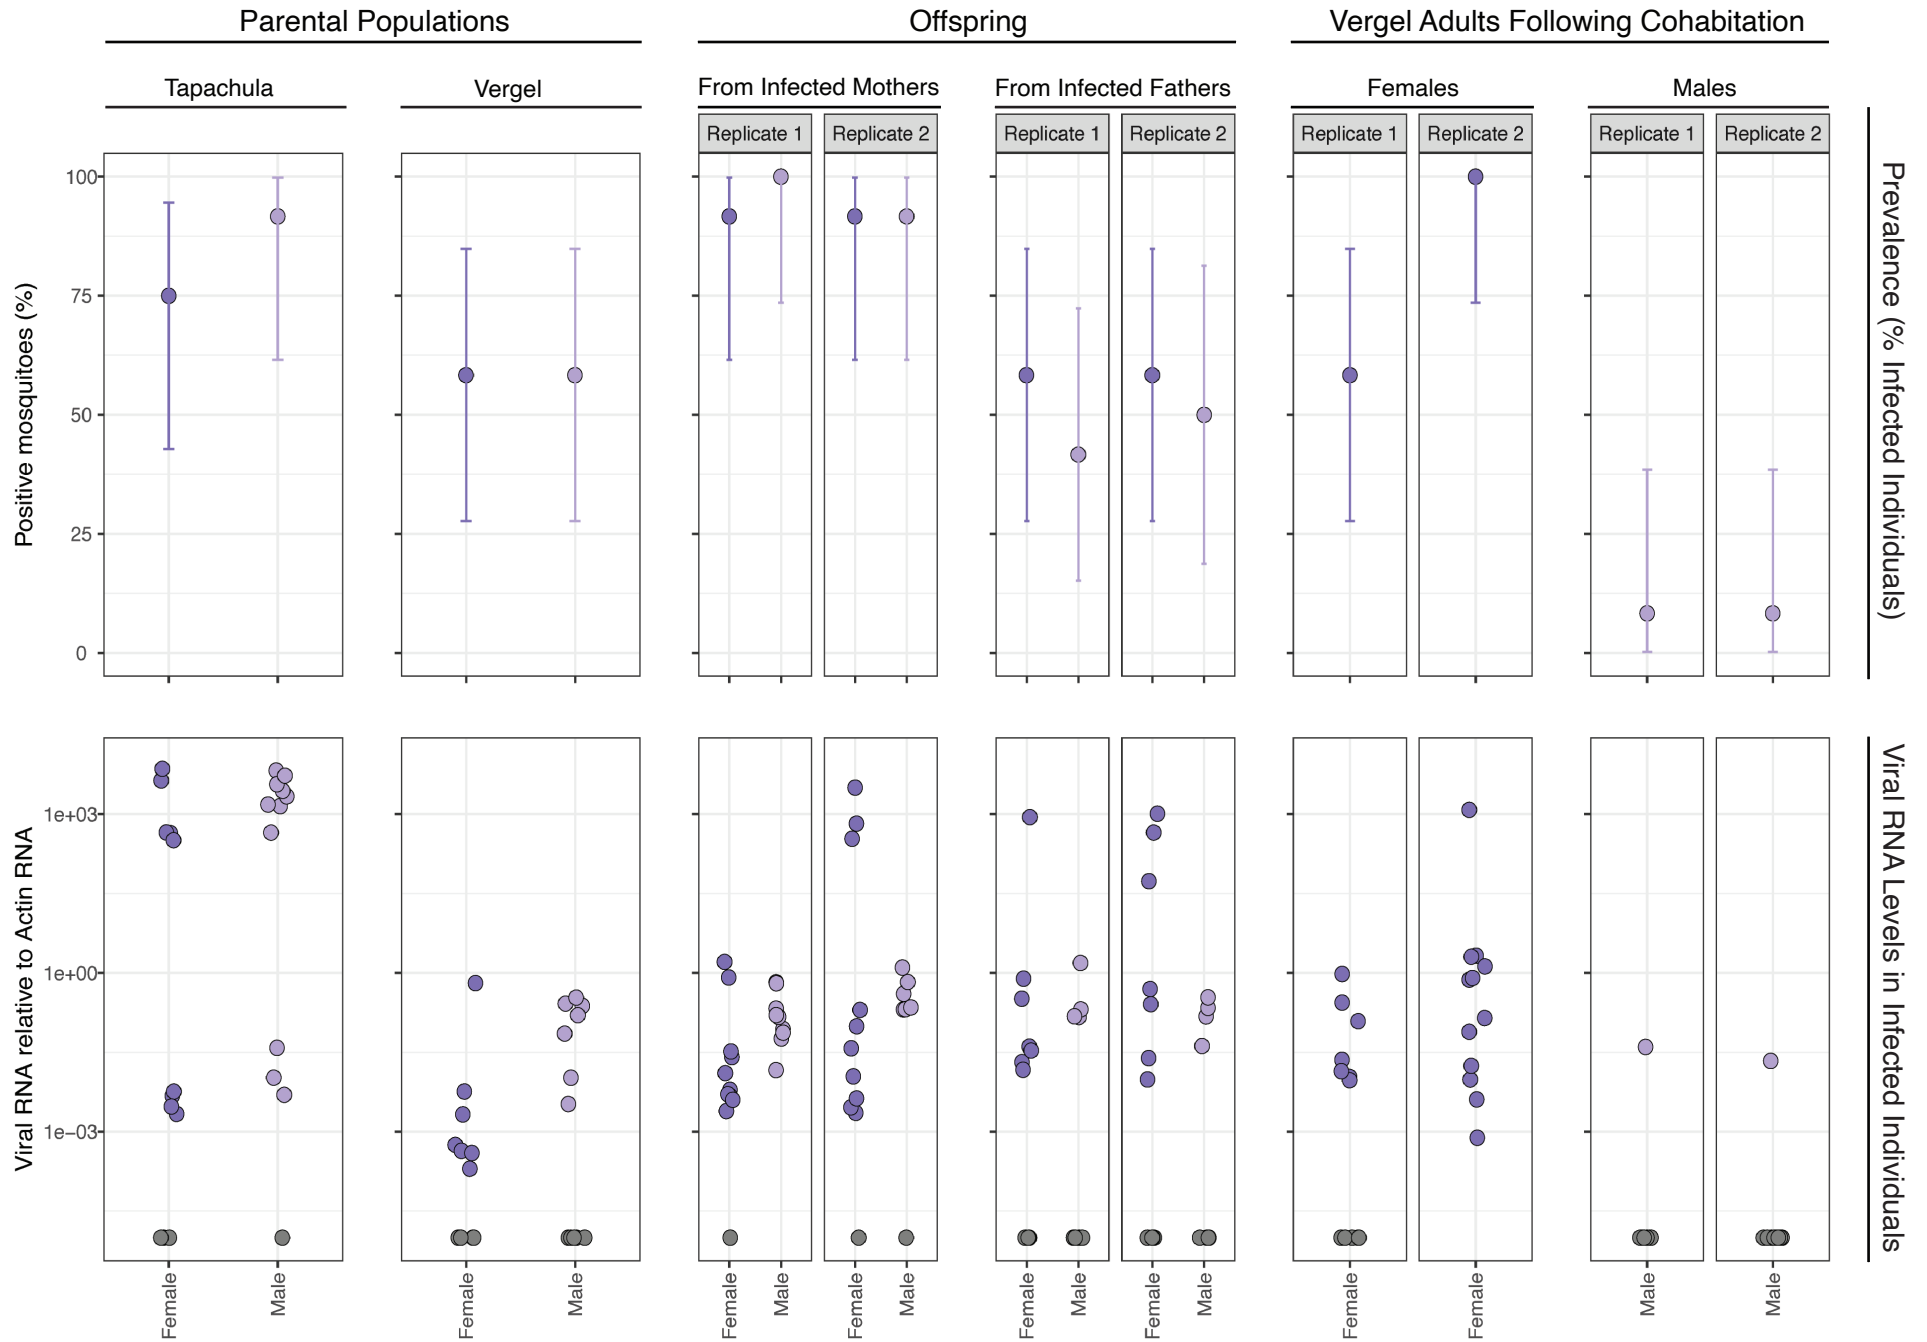 Parental Populations
Offspring
Vergel Adults Following Cohabitation
Tapachula
Vergel
From Infected Mothers
From Infected Fathers
Females
Males
Replicate 1
Replicate 2
Replicate 1
Replicate 2
Replicate 1
Replicate 2
Replicate 1
Replicate 2
Positive mosquitoes (%)
100
75
50
25
0
Prevalence (% Infected Individuals)
Viral RNA relative to Actin RNA
1e+03
1e+00
1e−03
Viral RNA Levels in Infected Individuals
Female
Male
Female
Male
Female
Male
Female
Male
Female
Male
Female
Male
Female
Female
Male
Male